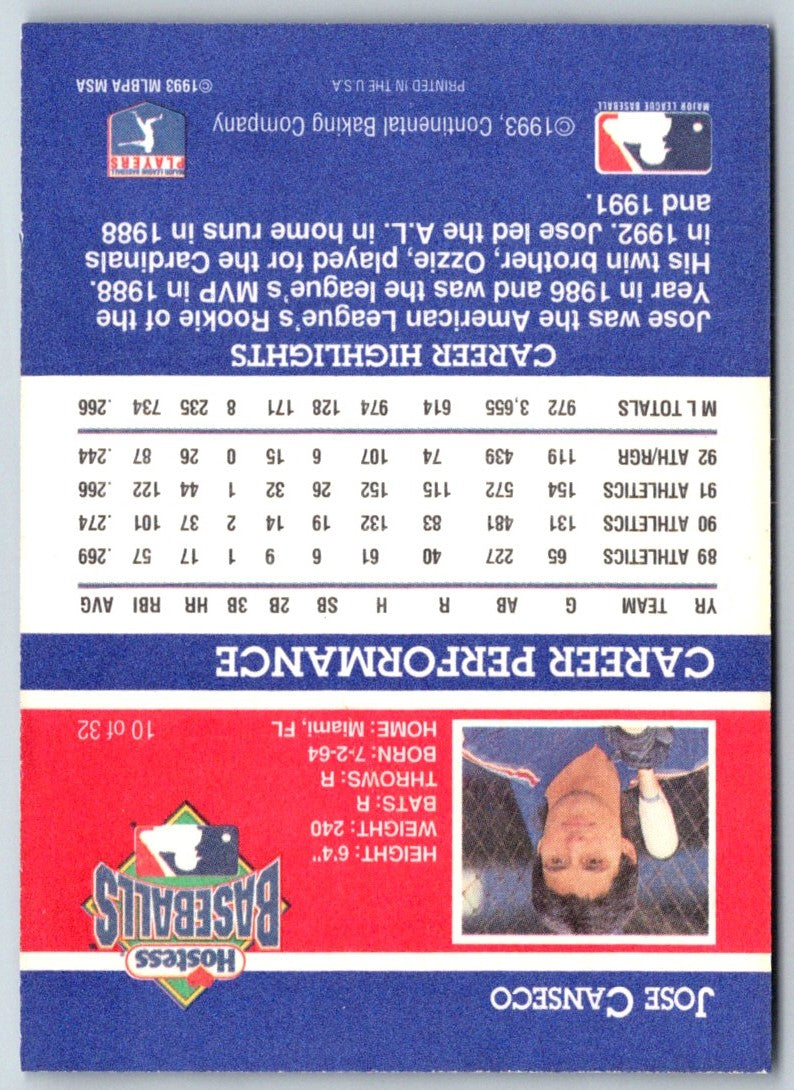 JOSE CANSECO
Hostess
BASEBALLS
HEIGHT: 6'4"
WEIGHT: 240
BATS: R
THROWS: R
BORN: 7-2-64
HOME: Miami, FL
10 of 32
CAREER PERFORMANCE
YR TEAM G AB R H SB 2B 3B HR RBI AVG
89 ATHLETICS 65 227 40 61 6 9 1 17 57 .269
90 ATHLETICS 131 481 83 132 19 14 2 37 101 .274
91 ATHLETICS 154 572 115 152 26 32 1 44 122 .266
92 ATH/RGR 119 439 74 107 6 15 0 26 87 .244
M L TOTALS 972 3,655 614 974 128 171 8 235 734 .266
CAREER HIGHLIGHTS
Jose was the American League's Rookie of the
Year in 1986 and was the league's MVP in 1988.
His twin brother, Ozzie, played for the Cardinals
in 1992. Jose led the A.L. in home runs in 1988
and 1991.
MAJOR LEAGUE BASEBALL
©1993, Continental Baking Company
PRINTED IN THE U.S.A
MAJOR LEAGUE BASEBALL
PLAYERS
©1993 MLBPA MSA